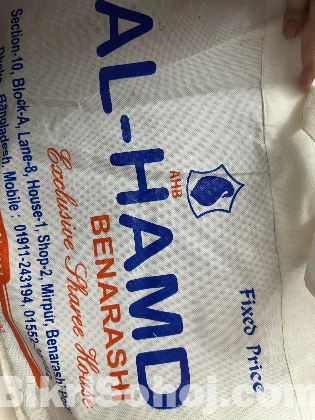 Fixed Price
AHB
AL-HAMD
BENARASHI
Exclusive Sharee House
Section-10, Block-A, Lane-8, House-1, Shop-2, Mirpur, Benarashi
Bangladesh, Mobile : 01911-243194, 01552-
BikriSohoj.com